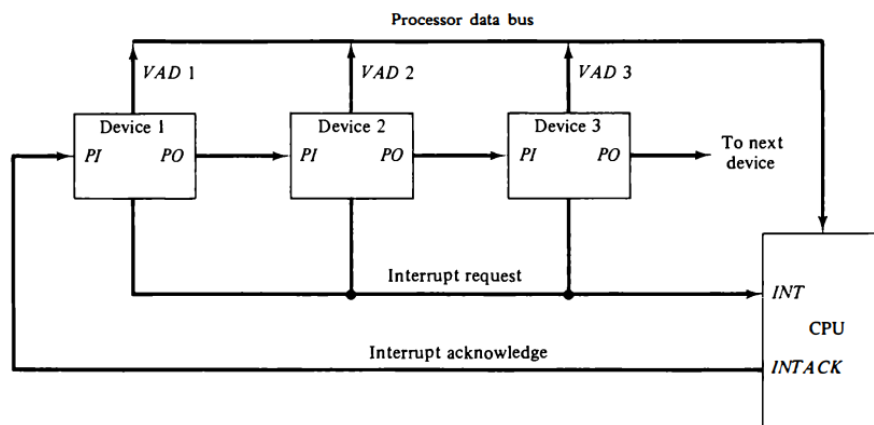 Processor data bus
VAD 1
VAD 2
VAD 3
Device 1
PI PO
Device 2
PI PO
Device 3
PI PO
To next
device
Interrupt request
INT
CPU
Interrupt acknowledge
INTACK